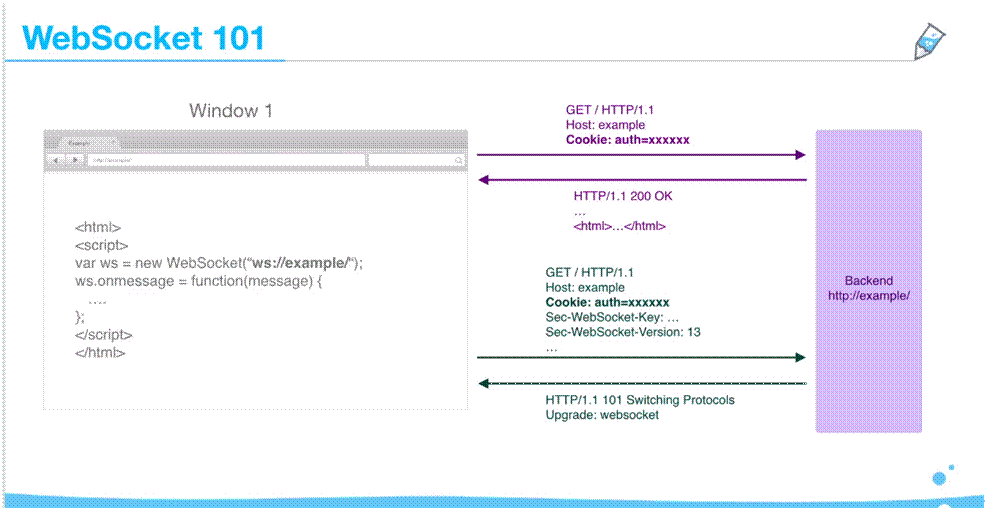 WebSocket 101
Window 1
Example
http://example/
<html>
<script>
var ws = new WebSocket("ws://example/");
ws.onmessage = function(message) {
....
};
</script>
</html>
GET / HTTP/1.1
Host: example
Cookie: auth=xxxxxx
HTTP/1.1 200 OK
…
<html>…</html>
GET / HTTP/1.1
Host: example
Cookie: auth=xxxxxx
Sec-WebSocket-Key: …
Sec-WebSocket-Version: 13
…
HTTP/1.1 101 Switching Protocols
Upgrade: websocket
Backend
http://example/